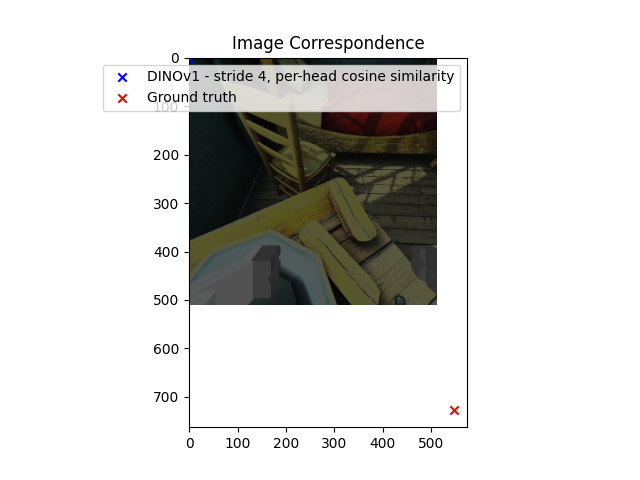 Image Correspondence
DINOv1 - stride 4, per-head cosine similarity
Ground truth
0
100
200
300
400
500
600
700
0 100 200 300 400 500